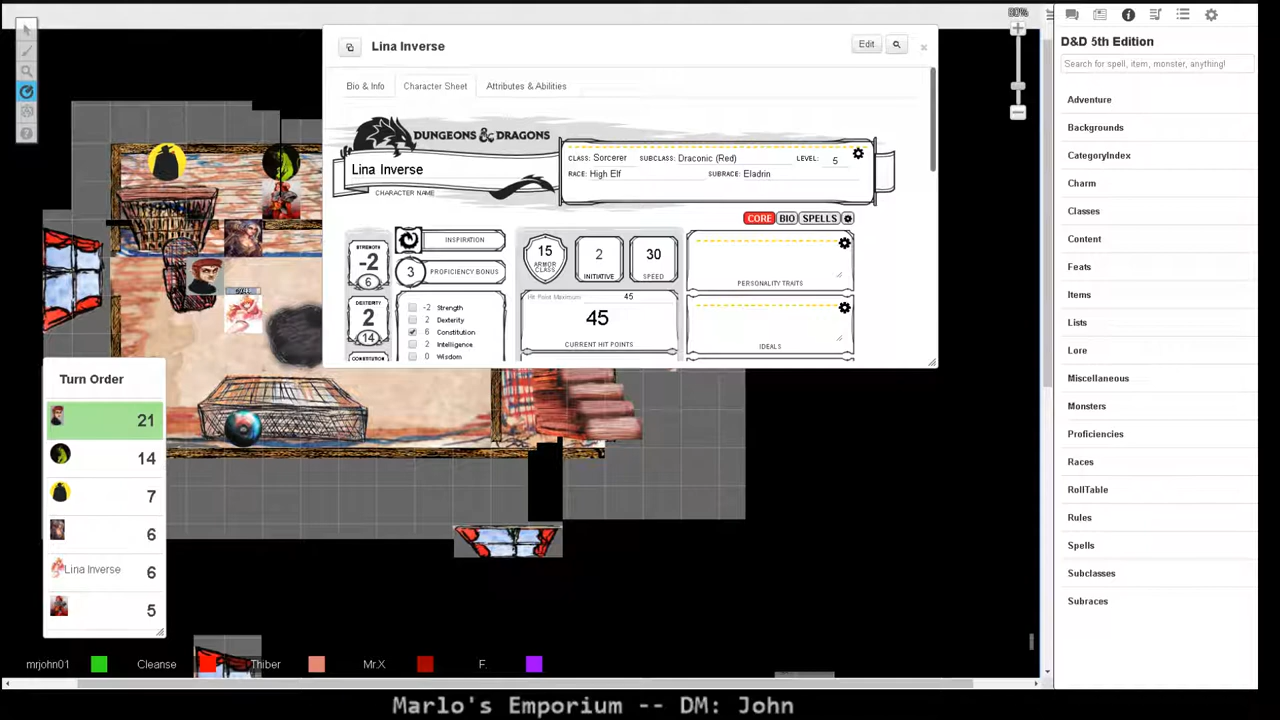 80%
Lina Inverse
Edit
D&D 5th Edition
Search for spell, item, monster, anything!
Bio & Info
Character Sheet
Attributes & Abilities
Adventure
Backgrounds
CategoryIndex
Charm
Classes
Content
Feats
Items
Lists
Lore
Miscellaneous
Monsters
Proficiencies
Races
RollTable
Rules
Spells
Subclasses
Subraces
DUNGEONS & DRAGONS
Lina Inverse
CHARACTER NAME
CLASS: Sorcerer SUBCLASS: Draconic (Red) LEVEL: 5
RACE: High Elf SUBRACE: Eladrin
CORE BIO SPELLS
STRENGTH
-2
6
DEXTERITY
2
14
CONSTITUTION
INSPIRATION
3 PROFICIENCY BONUS
-2 Strength
2 Dexterity
6 Constitution
2 Intelligence
0 Wisdom
15
ARMOR
CLASS
2
INITIATIVE
30
SPEED
Hit Point Maximum 45
45
CURRENT HIT POINTS
PERSONALITY TRAITS
IDEALS
Turn Order
21
14
7
6
Lina Inverse 6
5
mrjohn01 Cleanse Thiber Mr.X F.
Marlo's Emporium -- DM: John